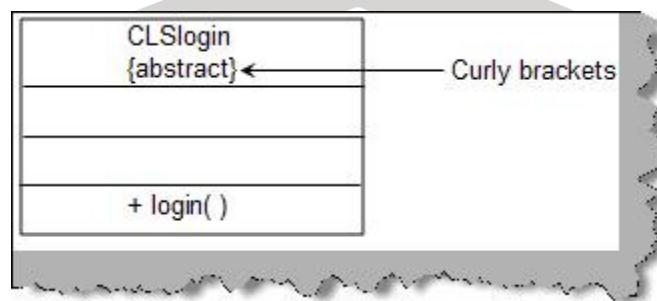 CLSlogin
{abstract}
Curly brackets
+ login( )